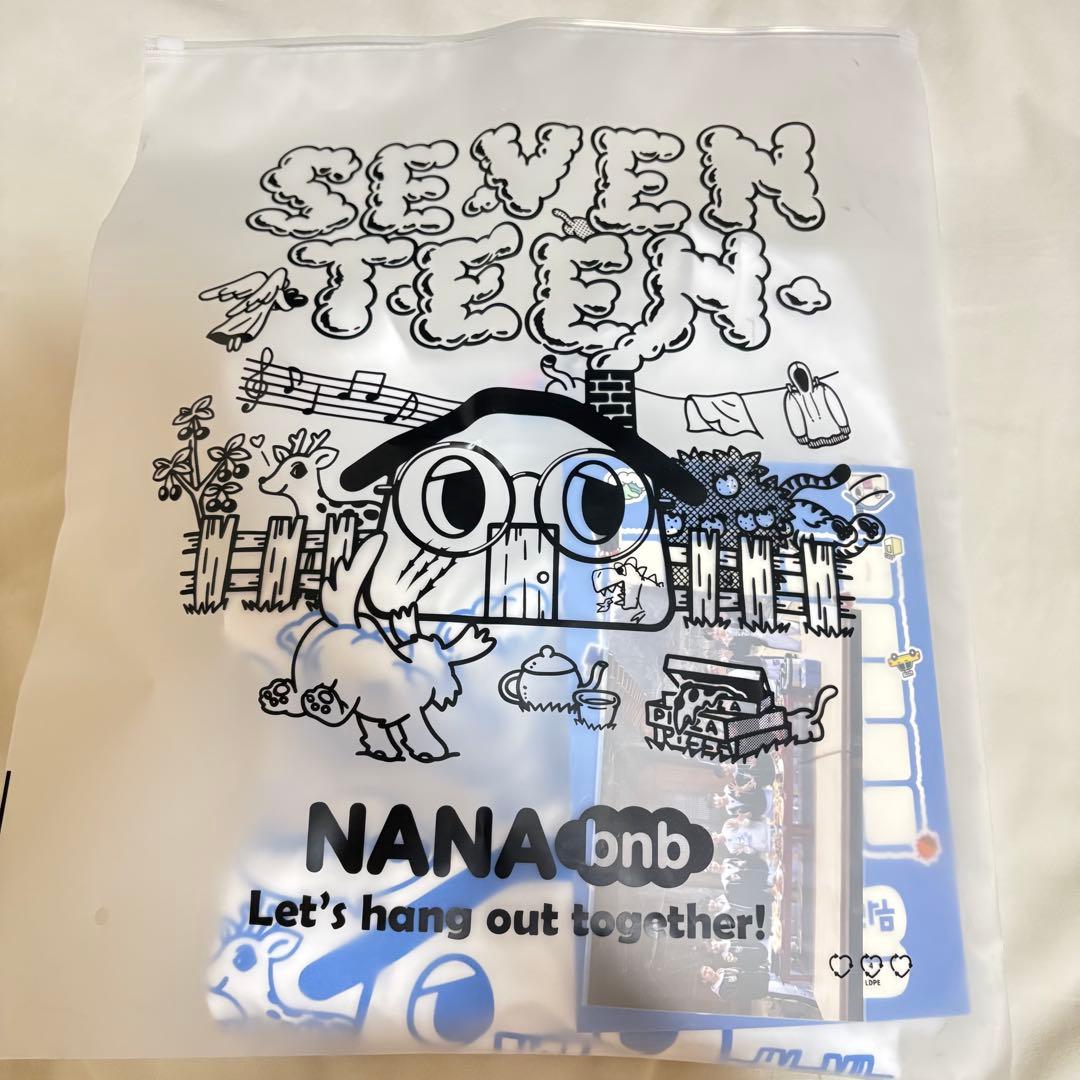 SEVEN
TEEN
PIZZA
NANA bnb
Let's hang out together!
LDPE